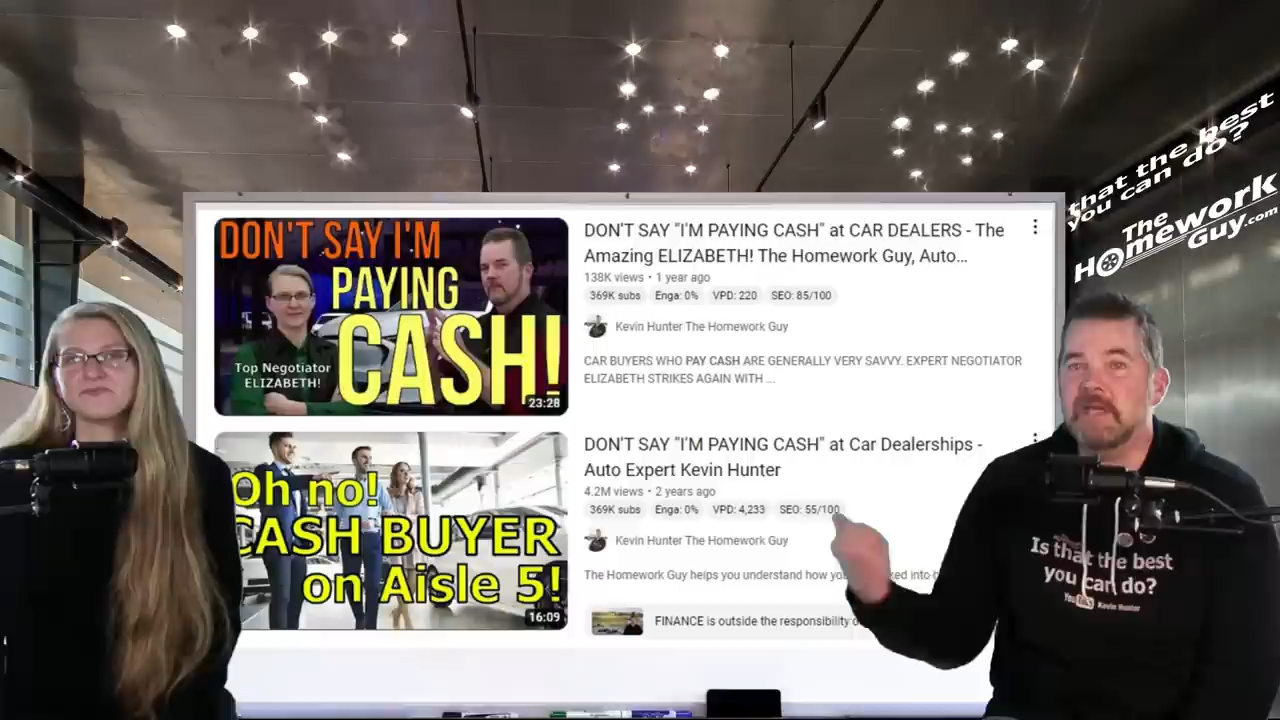 that the best
you can do?
The
Homework
Guy.com
DON'T SAY I'M
PAYING
CASH!
Top Negotiator
ELIZABETH!
23:28
DON'T SAY "I'M PAYING CASH" at CAR DEALERS - The
Amazing ELIZABETH! The Homework Guy, Auto…
138K views • 1 year ago
369K subs Enga: 0% VPD: 220 SEO: 85/100
Kevin Hunter The Homework Guy
CAR BUYERS WHO PAY CASH ARE GENERALLY VERY SAVVY. EXPERT NEGOTIATOR
ELIZABETH STRIKES AGAIN WITH ...
Oh no!
CASH BUYER
on Aisle 5!
16:09
DON'T SAY "I'M PAYING CASH" at Car Dealerships -
Auto Expert Kevin Hunter
4.2M views • 2 years ago
369K subs Enga: 0% VPD: 4,233 SEO: 55/100
Kevin Hunter The Homework Guy
The Homework Guy helps you understand how
FINANCE is outside the responsibility
Is that the best
you can do?
Kevin Hunter